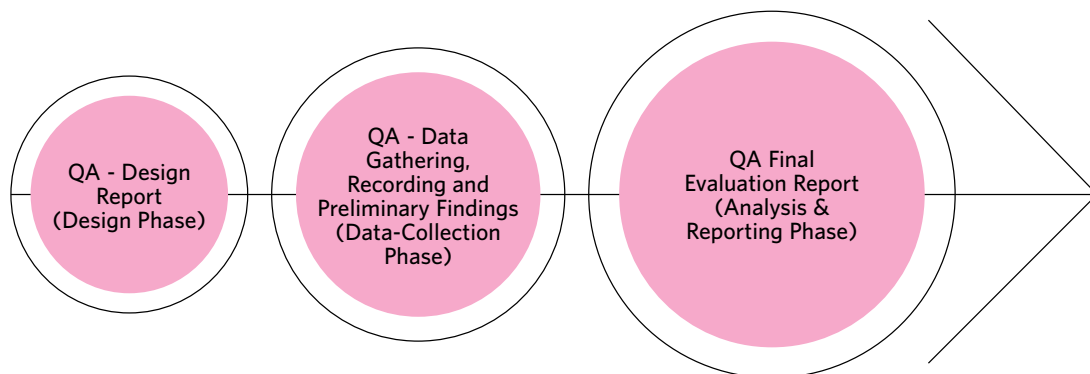 QA - Design
Report
(Design Phase)
QA - Data
Gathering,
Recording and
Preliminary Findings
(Data-Collection
Phase)
QA Final
Evaluation Report
(Analysis &
Reporting Phase)